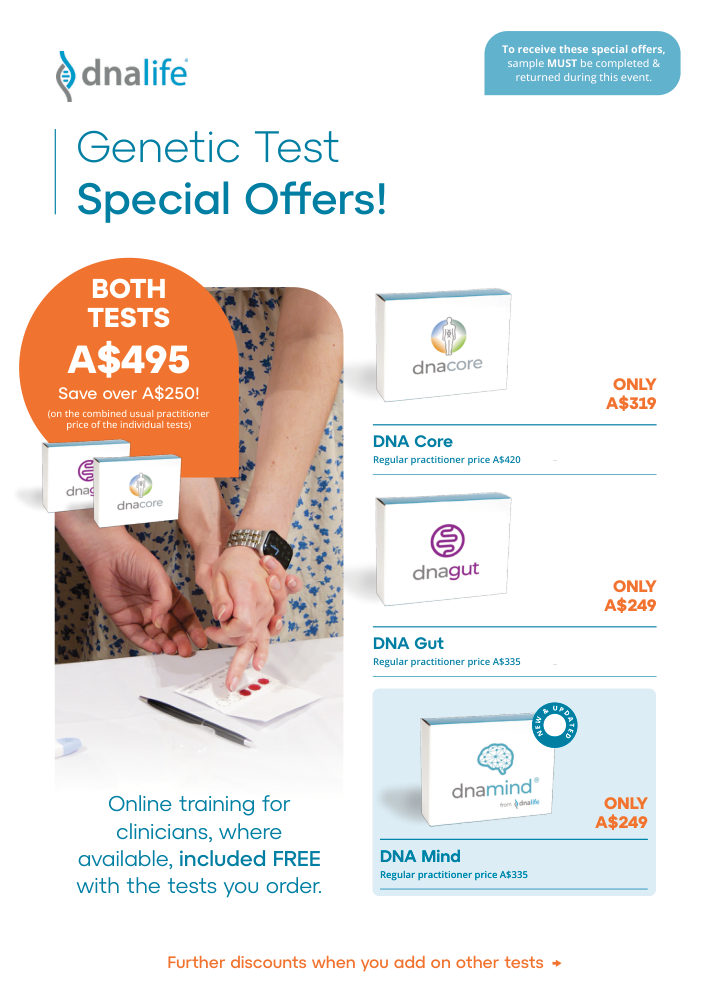 dnalife®
To receive these special offers,
sample MUST be completed &
returned during this event.
Genetic Test
Special Offers!
BOTH
TESTS
A$495
Save over A$250!
(on the combined usual practitioner
price of the individual tests)
dnag
dnacore
dnacore
ONLY
A$319
DNA Core
Regular practitioner price A$420
dnagut
ONLY
A$249
DNA Gut
Regular practitioner price A$335
NEW & UPDATED
dnamind®
from dnalife
ONLY
A$249
DNA Mind
Regular practitioner price A$335
Online training for
clinicians, where
available, included FREE
with the tests you order.
Further discounts when you add on other tests